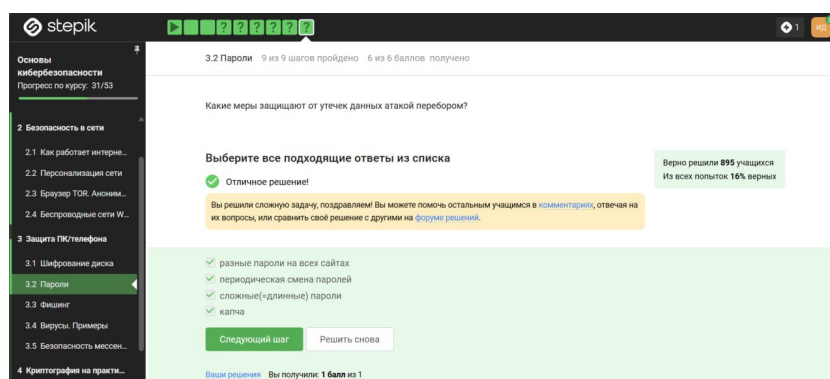 stepik
? ? ? ? ? ?
1
ИД
Основы
кибербезопасности
Прогресс по курсу: 31/53
3.2 Пароли 9 из 9 шагов пройдено 6 из 6 баллов получено
Какие меры защищают от утечек данных атакой перебором?
2 Безопасность в сети
2.1 Как работает интерне...
2.2 Персонализация сети
2.3 Браузер TOR. Аноним...
2.4 Беспроводные сети W...
3 Защита ПК/телефона
3.1 Шифрование диска
3.2 Пароли
3.3 Фишинг
3.4 Вирусы. Примеры
3.5 Безопасность мессен...
4 Криптография на практи...
Выберите все подходящие ответы из списка
Верно решили 895 учащихся
Из всех попыток 16% верных
Отличное решение!
Вы решили сложную задачу, поздравляем! Вы можете помочь остальным учащимся в комментариях, отвечая на
их вопросы, или сравнить своё решение с другими на форуме решений.
разные пароли на всех сайтах
периодическая смена паролей
сложные(=длинные) пароли
капча
Следующий шаг
Решить снова
Ваши решения Вы получили: 1 балл из 1